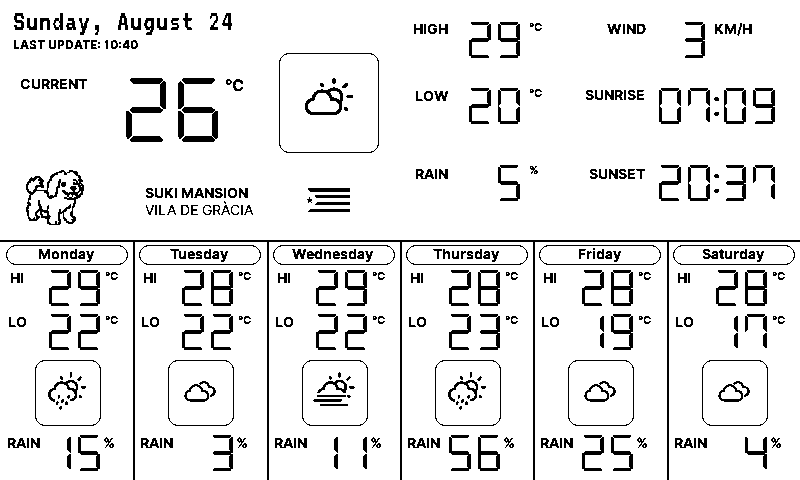 Sunday, August 24
LAST UPDATE: 10:40
CURRENT 26 °C
HIGH 29 °C
WIND 3 KM/H
LOW 20 °C
SUNRISE 07:09
RAIN 5 %
SUNSET 20:37
SUKI MANSION
VILA DE GRÀCIA
Monday
HI 29 °C
LO 22 °C
RAIN 15 %
Tuesday
HI 28 °C
LO 22 °C
RAIN 3 %
Wednesday
HI 29 °C
LO 22 °C
RAIN 11 %
Thursday
HI 28 °C
LO 23 °C
RAIN 56 %
Friday
HI 28 °C
LO 19 °C
RAIN 25 %
Saturday
HI 28 °C
LO 17 °C
RAIN 4 %